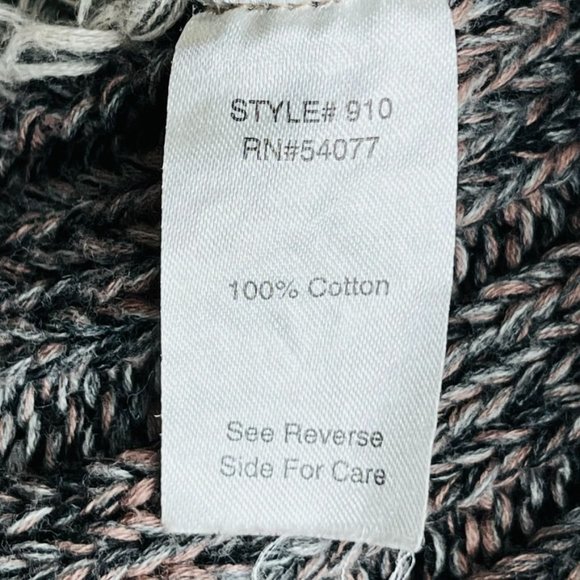 STYLE# 910
RN#54077
100% Cotton
See Reverse
Side For Care